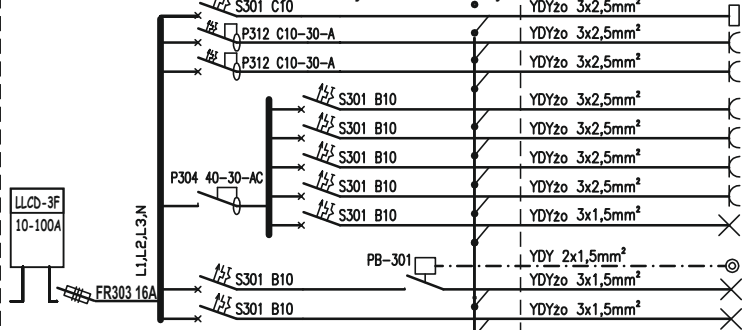 S301 C10 YDYżo 3x2,5mm²
P312 C10-30-A YDYżo 3x2,5mm²
P312 C10-30-A YDYżo 3x2,5mm²
S301 B10 YDYżo 3x2,5mm²
S301 B10 YDYżo 3x2,5mm²
S301 B10 YDYżo 3x2,5mm²
P304 40-30-AC S301 B10 YDYżo 3x2,5mm²
LLCD-3F
S301 B10 YDYżo 3x1,5mm²
10-100A
L1,L2,L3,N
PB-301 YDY 2x1,5mm²
S301 B10 YDYżo 3x1,5mm²
FR303 16A
S301 B10 YDYżo 3x1,5mm²